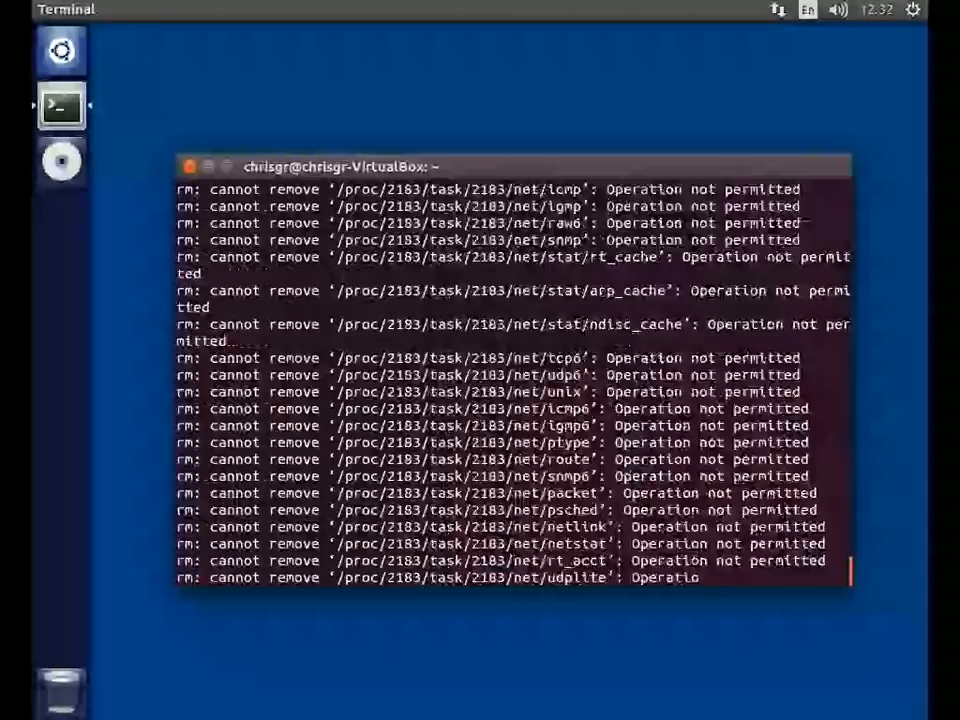 Terminal
En
12.32
chrisgr@chrisgr-VirtualBox: ~
rm: cannot remove ‘/proc/2183/task/2183/net/icmp’: Operation not permitted
rm: cannot remove ‘/proc/2183/task/2183/net/igmp’: Operation not permitted
rm: cannot remove ‘/proc/2183/task/2183/net/raw6’: Operation not permitted
rm: cannot remove ‘/proc/2183/task/2183/net/snmp’: Operation not permitted
rm: cannot remove ‘/proc/2183/task/2183/net/stat/rt_cache’: Operation not permit
ted
rm: cannot remove ‘/proc/2183/task/2183/net/stat/arp_cache’: Operation not permi
tted
rm: cannot remove ‘/proc/2183/task/2183/net/stat/ndisc_cache’: Operation not per
mitted
rm: cannot remove ‘/proc/2183/task/2183/net/tcp6’: Operation not permitted
rm: cannot remove ‘/proc/2183/task/2183/net/udp6’: Operation not permitted
rm: cannot remove ‘/proc/2183/task/2183/net/unix’: Operation not permitted
rm: cannot remove ‘/proc/2183/task/2183/net/icmp6’: Operation not permitted
rm: cannot remove ‘/proc/2183/task/2183/net/igmp6’: Operation not permitted
rm: cannot remove ‘/proc/2183/task/2183/net/ptype’: Operation not permitted
rm: cannot remove ‘/proc/2183/task/2183/net/route’: Operation not permitted
rm: cannot remove ‘/proc/2183/task/2183/net/snmp6’: Operation not permitted
rm: cannot remove ‘/proc/2183/task/2183/net/packet’: Operation not permitted
rm: cannot remove ‘/proc/2183/task/2183/net/psched’: Operation not permitted
rm: cannot remove ‘/proc/2183/task/2183/net/netlink’: Operation not permitted
rm: cannot remove ‘/proc/2183/task/2183/net/netstat’: Operation not permitted
rm: cannot remove ‘/proc/2183/task/2183/net/rt_acct’: Operation not permitted
rm: cannot remove ‘/proc/2183/task/2183/net/udplite’: Operatio